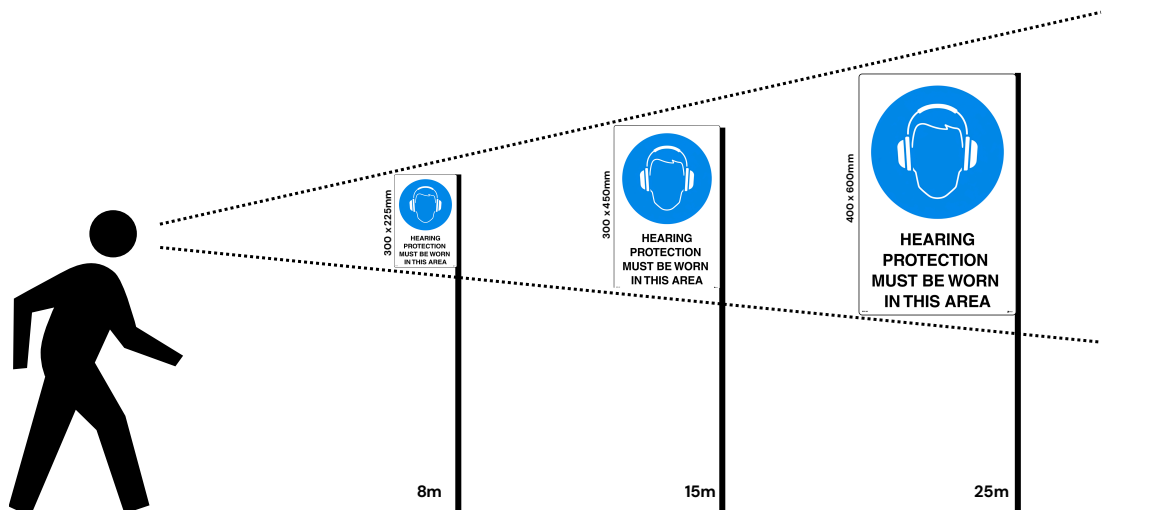 300 x 225mm
HEARING
PROTECTION
MUST BE WORN
IN THIS AREA
8m
300 x 450mm
HEARING
PROTECTION
MUST BE WORN
IN THIS AREA
15m
400 x 600mm
HEARING
PROTECTION
MUST BE WORN
IN THIS AREA
25m